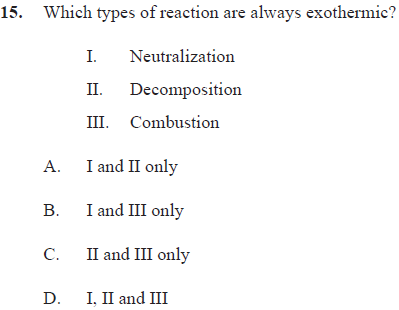 15. Which types of reaction are always exothermic?
I. Neutralization
II. Decomposition
III. Combustion
A. I and II only
B. I and III only
C. II and III only
D. I, II and III